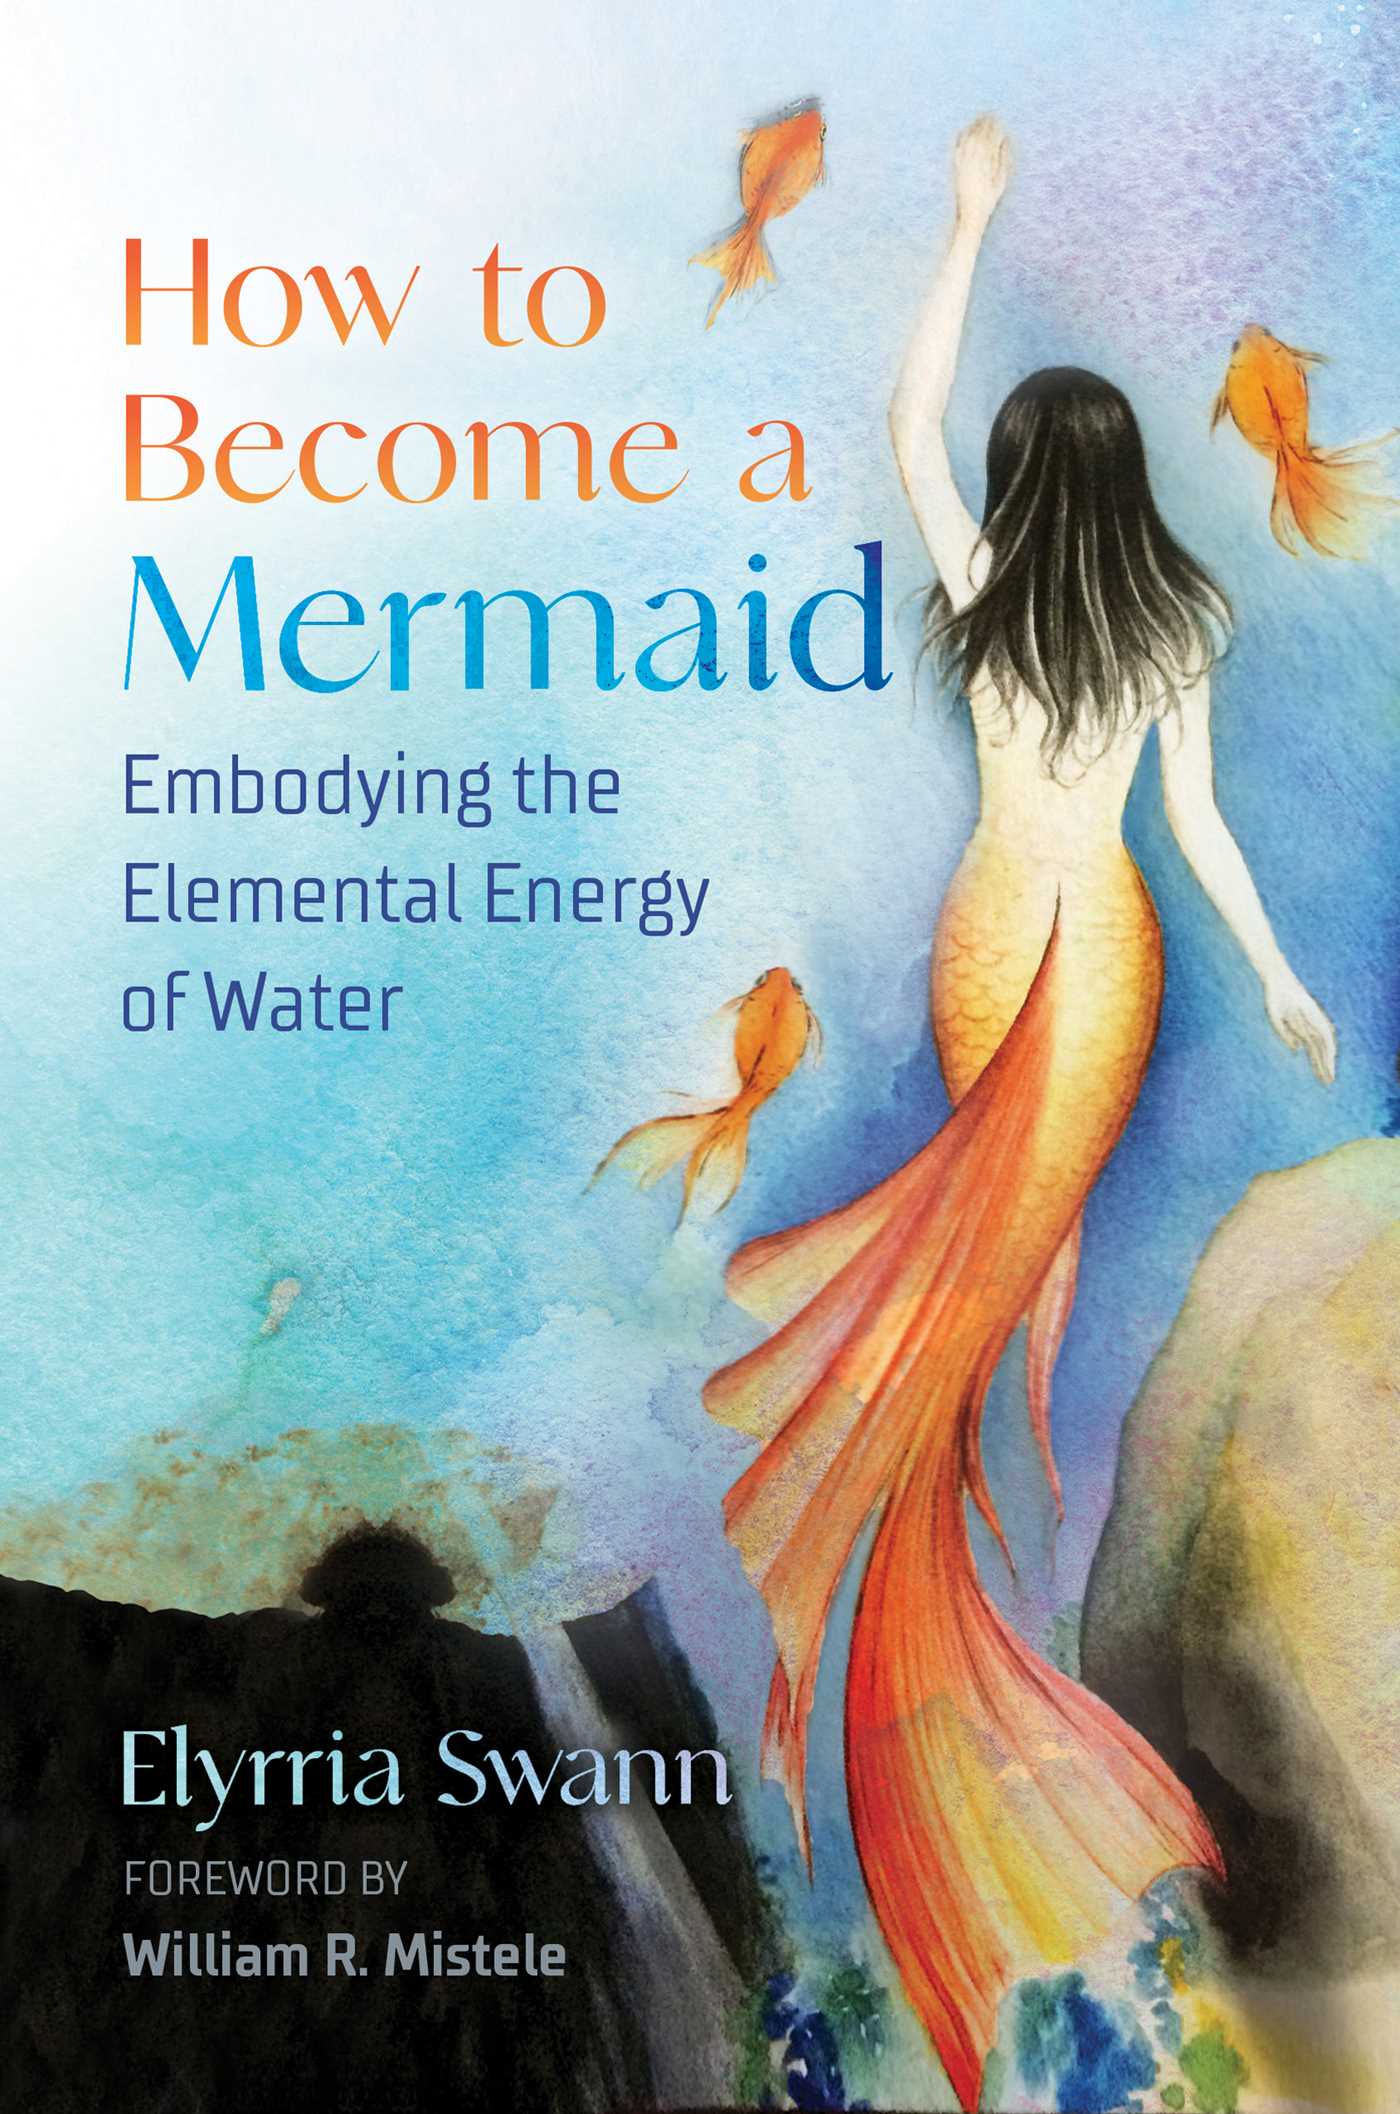 How to
Become a
Mermaid
Embodying the
Elemental Energy
of Water
Elyrria Swann
FOREWORD BY
William R. Mistele